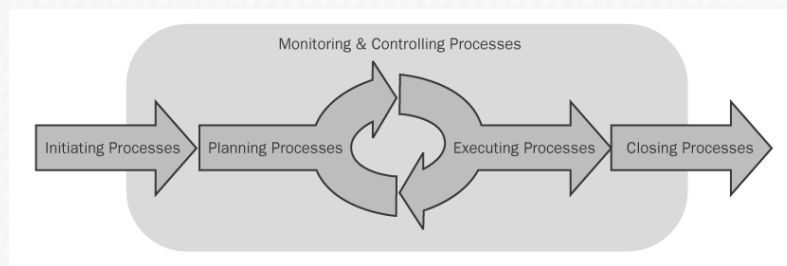 Monitoring & Controlling Processes
Initiating Processes
Planning Processes
Executing Processes
Closing Processes